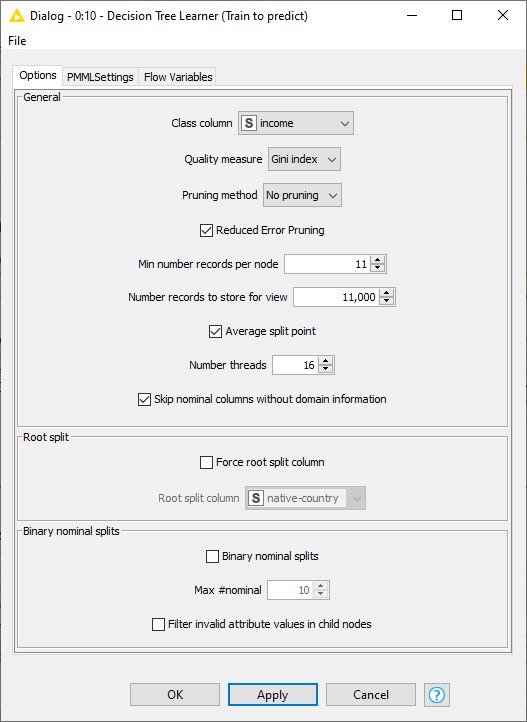 Dialog - 0:10 - Decision Tree Learner (Train to predict)
File
Options PMMLSettings Flow Variables
General
Class column S income
Quality measure Gini index
Pruning method No pruning
Reduced Error Pruning
Min number records per node 11
Number records to store for view 11,000
Average split point
Number threads 16
Skip nominal columns without domain information
Root split
Force root split column
Root split column S native-country
Binary nominal splits
Binary nominal splits
Max #nominal 10
Filter invalid attribute values in child nodes
OK Apply Cancel ?